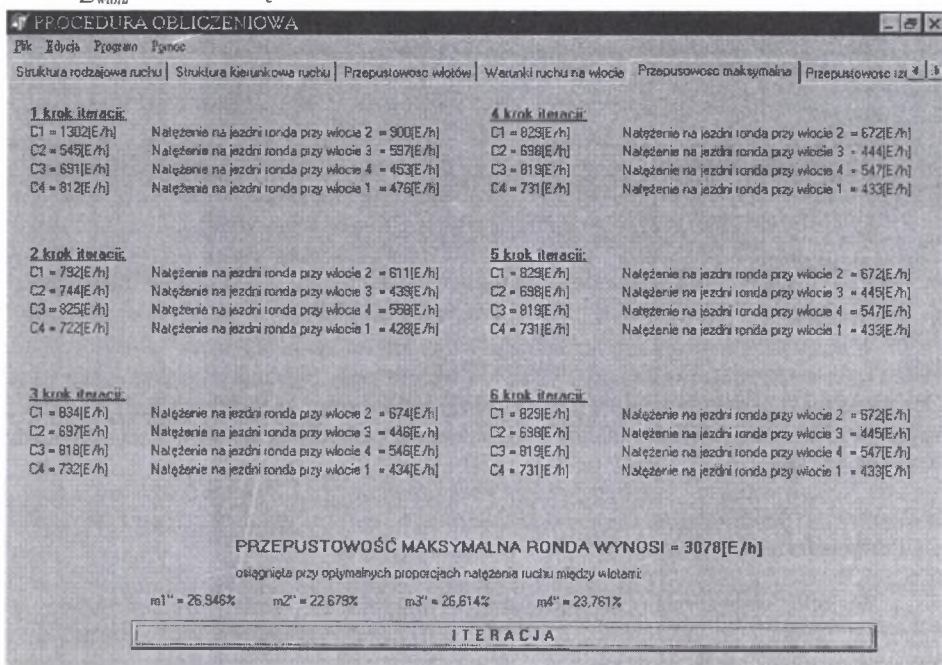 PROCEDURA OBLICZENIOWA
Plik Edycja Program Pomoc
Struktura rodzajowa ruchu Struktura kierunkowa ruchu Przepustowosc wlotów Warunki ruchu na wlocie Przepusowosc maksymalna Przepustowosc
1 krok iteracji:
C1 = 1302[E/h] Natężenie na jezdni ronda przy wlocie 2 = 900[E/h]
C2 = 545[E/h] Natężenie na jezdni ronda przy wlocie 3 = 597[E/h]
C3 = 691[E/h] Natężenie na jezdni ronda przy wlocie 4 = 453[E/h]
C4 = 812[E/h] Natężenie na jezdni ronda przy wlocie 1 = 476[E/h]
2 krok iteracji:
C1 = 792[E/h] Natężenie na jezdni ronda przy wlocie 2 = 611[E/h]
C2 = 744[E/h] Natężenie na jezdni ronda przy wlocie 3 = 439[E/h]
C3 = 825[E/h] Natężenie na jezdni ronda przy wlocie 4 = 558[E/h]
C4 = 722[E/h] Natężenie na jezdni ronda przy wlocie 1 = 428[E/h]
3 krok iteracji:
C1 = 834[E/h] Natężenie na jezdni ronda przy wlocie 2 = 674[E/h]
C2 = 697[E/h] Natężenie na jezdni ronda przy wlocie 3 = 446[E/h]
C3 = 818[E/h] Natężenie na jezdni ronda przy wlocie 4 = 546[E/h]
C4 = 732[E/h] Natężenie na jezdni ronda przy wlocie 1 = 434[E/h]
4 krok iteracji:
C1 = 829[E/h] Natężenie na jezdni ronda przy wlocie 2 = 672[E/h]
C2 = 698[E/h] Natężenie na jezdni ronda przy wlocie 3 = 444[E/h]
C3 = 819[E/h] Natężenie na jezdni ronda przy wlocie 4 = 547[E/h]
C4 = 731[E/h] Natężenie na jezdni ronda przy wlocie 1 = 433[E/h]
5 krok iteracji:
C1 = 829[E/h] Natężenie na jezdni ronda przy wlocie 2 = 672[E/h]
C2 = 698[E/h] Natężenie na jezdni ronda przy wlocie 3 = 445[E/h]
C3 = 819[E/h] Natężenie na jezdni ronda przy wlocie 4 = 547[E/h]
C4 = 731[E/h] Natężenie na jezdni ronda przy wlocie 1 = 433[E/h]
6 krok iteracji:
C1 = 829[E/h] Natężenie na jezdni ronda przy wlocie 2 = 672[E/h]
C2 = 698[E/h] Natężenie na jezdni ronda przy wlocie 3 = 445[E/h]
C3 = 819[E/h] Natężenie na jezdni ronda przy wlocie 4 = 547[E/h]
C4 = 731[E/h] Natężenie na jezdni ronda przy wlocie 1 = 433[E/h]
PRZEPUSTOWOŚĆ MAKSYMALNA RONDA WYNOSI = 3078[E/h]
osiągnięta przy optymalnych proporcjach natężenia ruchu między wlotami:
m1" = 26,946% m2" = 22,679% m3" = 26,614% m4" = 23,761%
ITERACJA